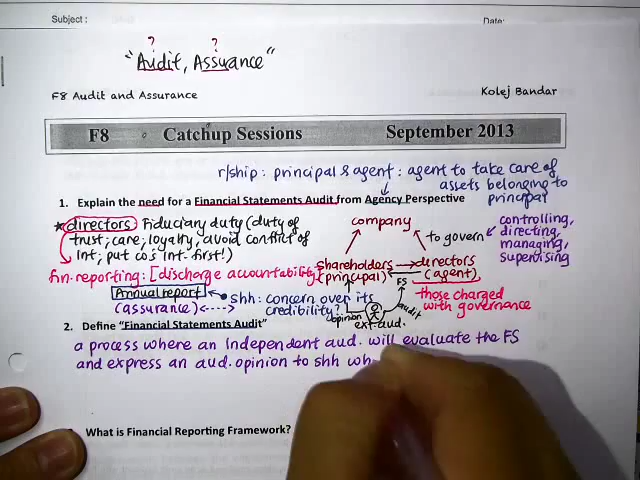 Subject :
Date:
? ?
"Audit, Assurance"
F8 Audit and Assurance
Kolej Bandar
F8 Catchup Sessions September 2013
r/ship : principal & agent : agent to take care of
assets belonging to
principal
1. Explain the need for a Financial Statements Audit from Agency Perspective
* directors Fiduciary duty (duty of
trust; care; loyalty; avoid conflict of
Int; put co's Int. first!)
company
to govern
controlling,
directing,
managing,
supervising
fin. reporting: [discharge accountability]
shareholders
(principal)
directors
(agent)
FS
Annual report
(assurance)
shh: concern over its
credibility?
opinion
audit
ext. aud.
those charged
with governance
2. Define "Financial Statements Audit"
a process where an Independent aud. will evaluate the FS
and express an aud. opinion to shh wh
What is Financial Reporting Framework?